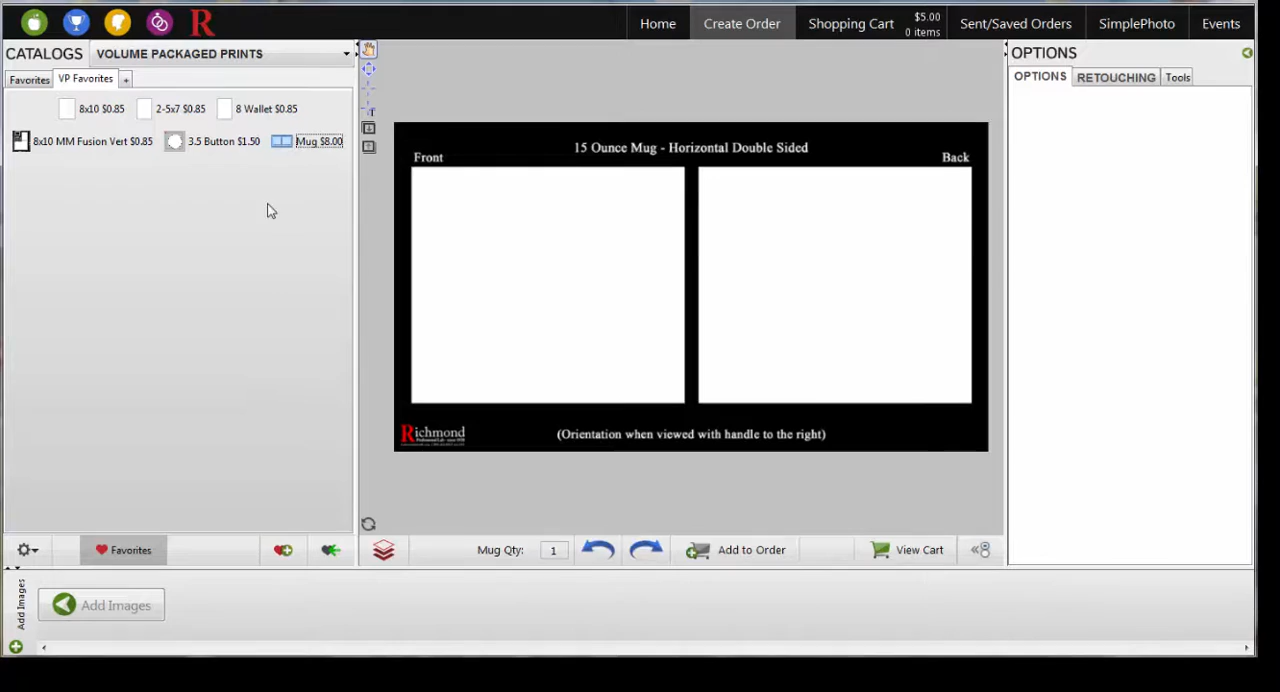 R Home Create Order Shopping Cart $5.00 0 items Sent/Saved Orders SimplePhoto Events
CATALOGS VOLUME PACKAGED PRINTS
OPTIONS
Favorites VP Favorites +
OPTIONS RETOUCHING Tools
8x10 $0.85 2-5x7 $0.85 8 Wallet $0.85
8x10 MM Fusion Vert $0.85 3.5 Button $1.50 Mug $8.00
15 Ounce Mug - Horizontal Double Sided
Front Back
Richmond
(Orientation when viewed with handle to the right)
Favorites
Mug Qty: 1 Add to Order View Cart
Add Images
Add Images